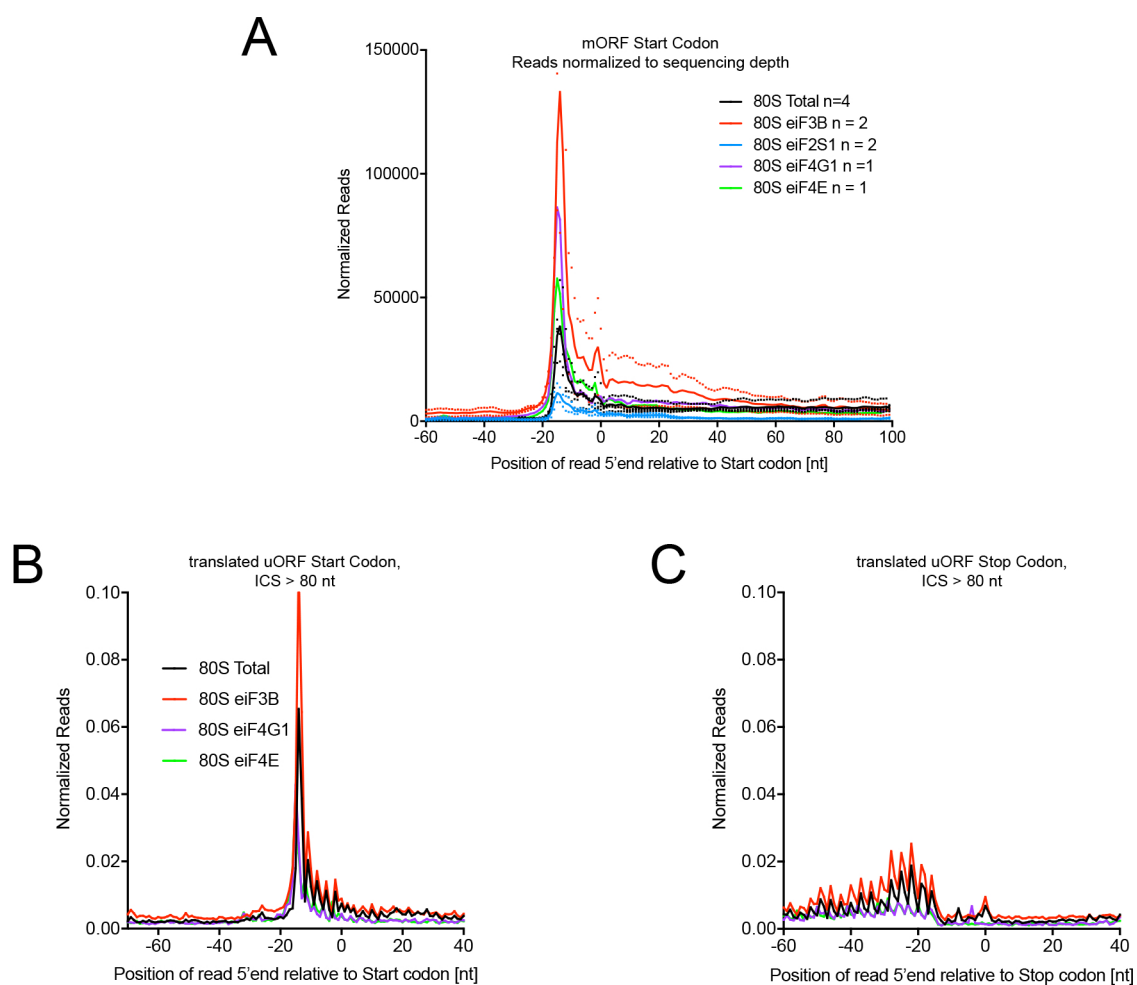 A
mORF Start Codon
Reads normalized to sequencing depth
150000
100000
50000
0
Normalized Reads
80S Total n=4
80S eiF3B n = 2
80S eiF2S1 n = 2
80S eiF4G1 n =1
80S eiF4E n = 1
-60 -40 -20 0 20 40 60 80 100
Position of read 5'end relative to Start codon [nt]
B
translated uORF Start Codon,
ICS > 80 nt
0.10
0.08
0.06
0.04
0.02
0.00
Normalized Reads
80S Total
80S eiF3B
80S eiF4G1
80S eiF4E
-60 -40 -20 0 20 40
Position of read 5'end relative to Start codon [nt]
C
translated uORF Stop Codon,
ICS > 80 nt
0.10
0.08
0.06
0.04
0.02
0.00
Normalized Reads
-60 -40 -20 0 20 40
Position of read 5'end relative to Stop codon [nt]